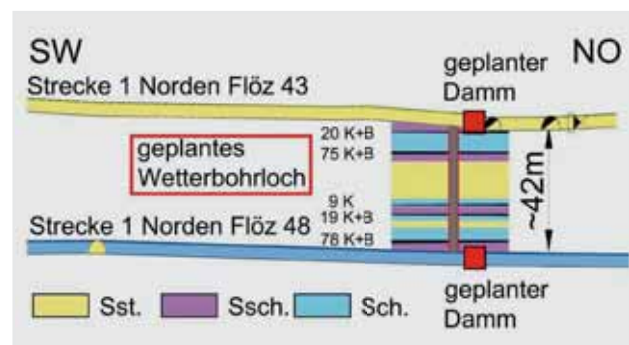 SW
NO
geplanter
Damm
Strecke 1 Norden Flöz 43
20 K+B
75 K+B
geplantes
Wetterbohrloch
~42m
9 K
19 K+B
Strecke 1 Norden Flöz 48
78 K+B
Sst.
Ssch.
Sch.
geplanter
Damm